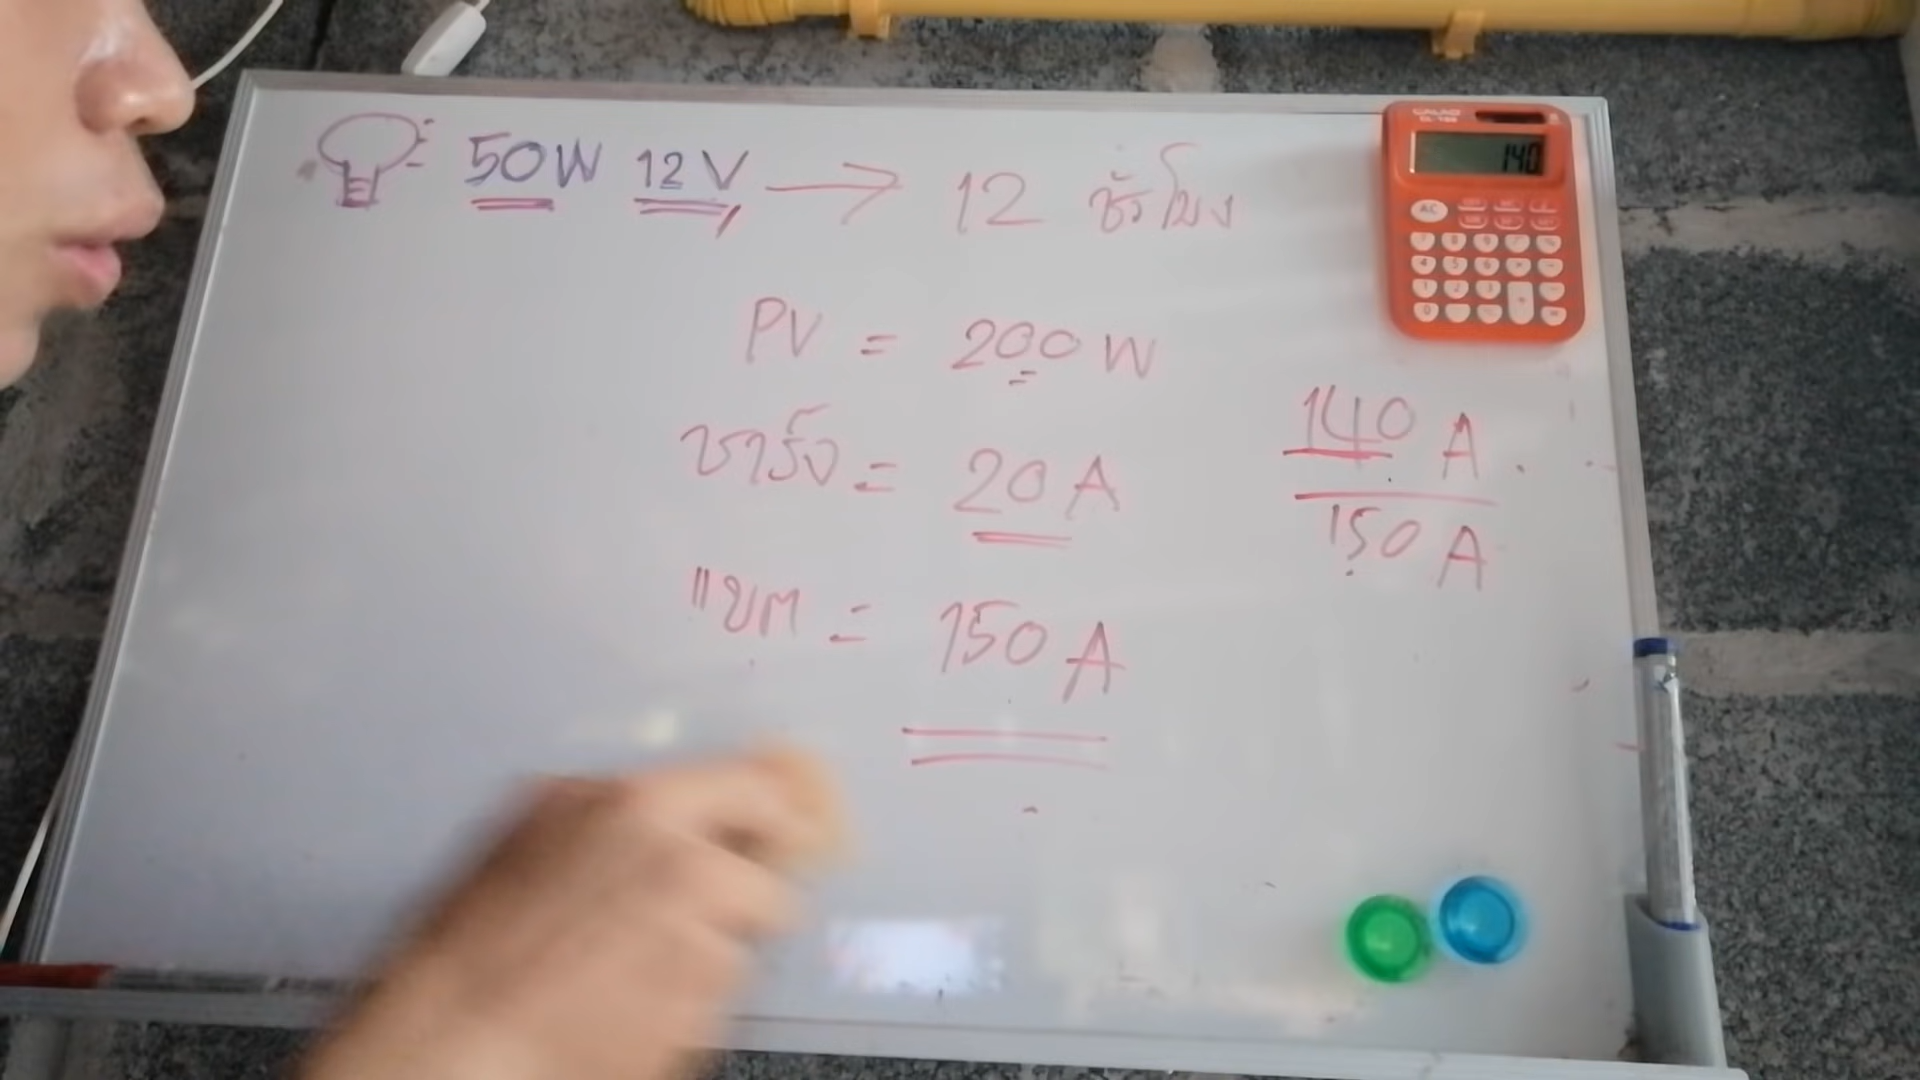 50W 12V → 12 ชั่วโมง
PV = 200W
ชาร์จ = 20A
แบต = 150A
140 A
150 A
140
AC